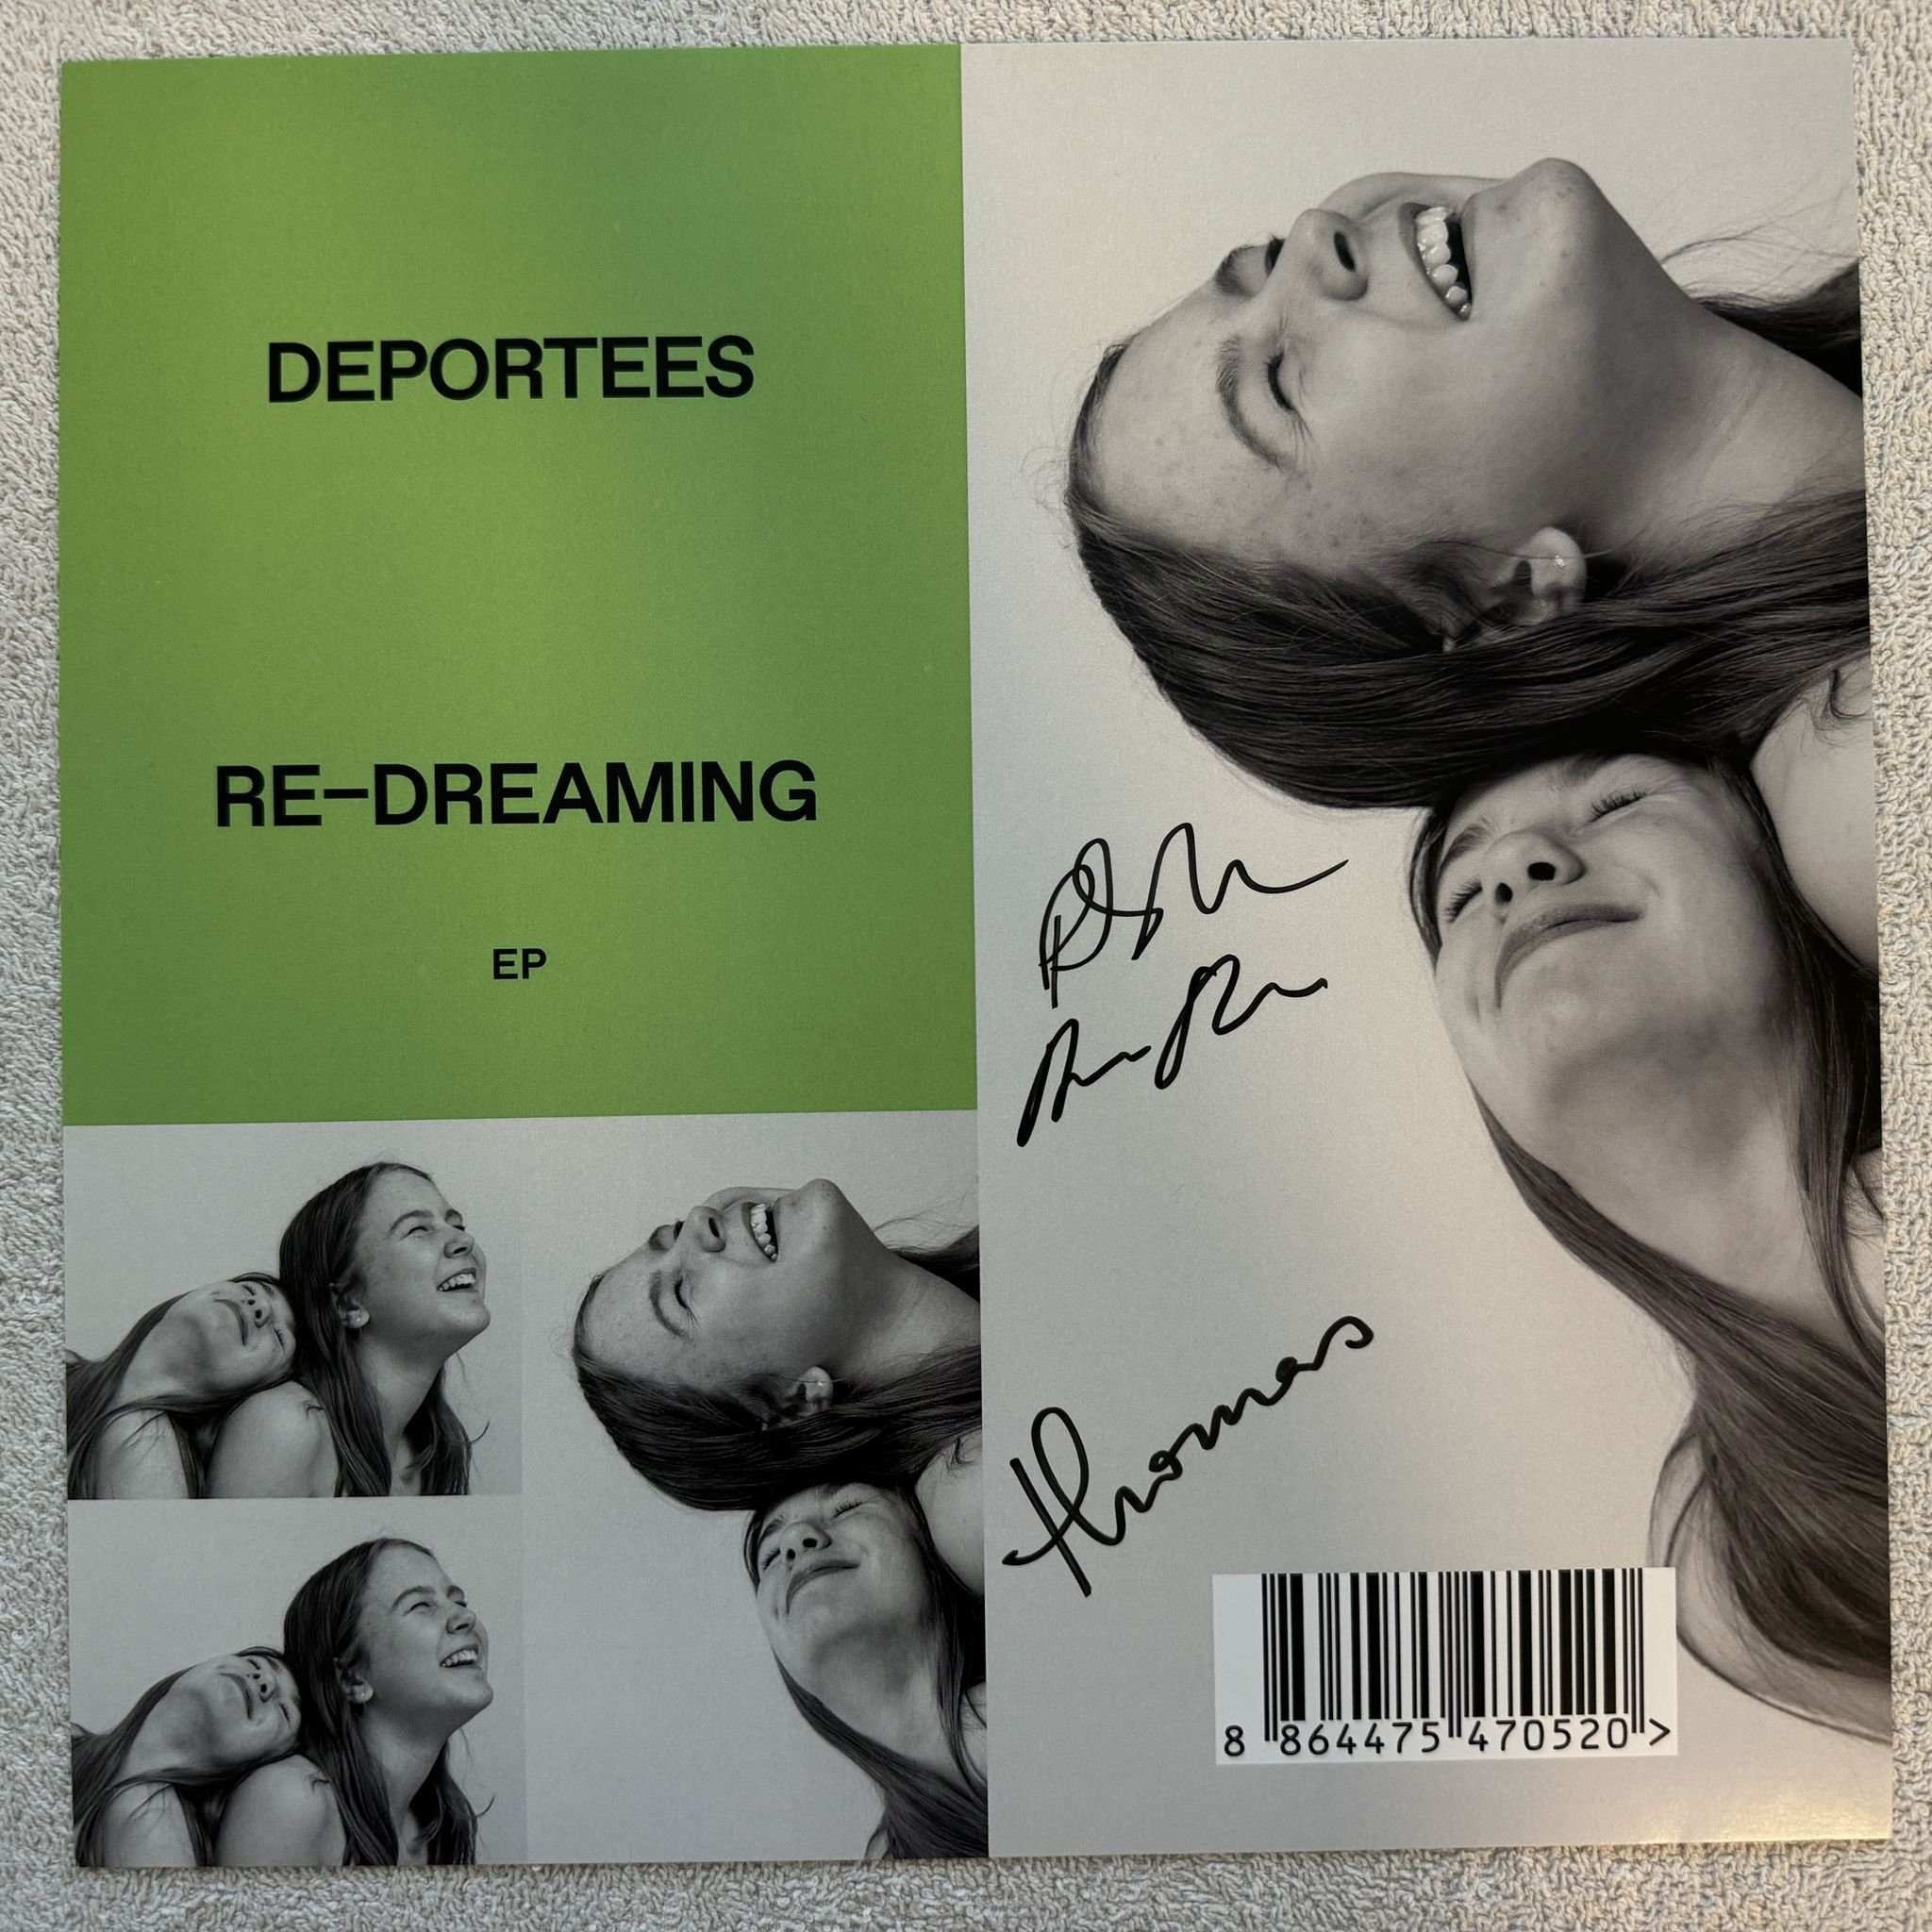 DEPORTEES
RE–DREAMING
EP
Thomas
8 864475 470520 >